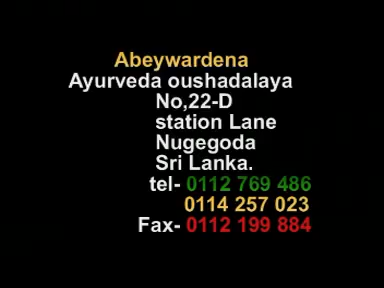 Abeywardena
Ayurveda oushadalaya
No,22-D
station Lane
Nugegoda
Sri Lanka.
tel- 0112 769 486
0114 257 023
Fax- 0112 199 884